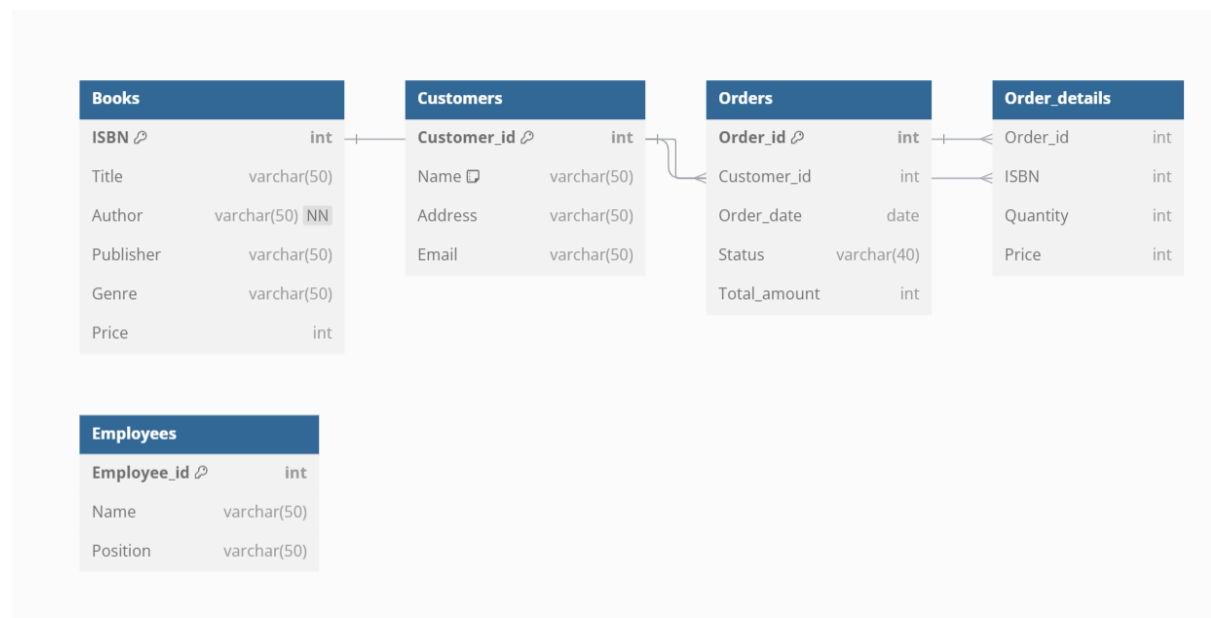 Books
ISBN int
Title varchar(50)
Author varchar(50) NN
Publisher varchar(50)
Genre varchar(50)
Price int
Customers
Customer_id int
Name varchar(50)
Address varchar(50)
Email varchar(50)
Orders
Order_id int
Customer_id int
Order_date date
Status varchar(40)
Total_amount int
Order_details
Order_id int
ISBN int
Quantity int
Price int
Employees
Employee_id int
Name varchar(50)
Position varchar(50)